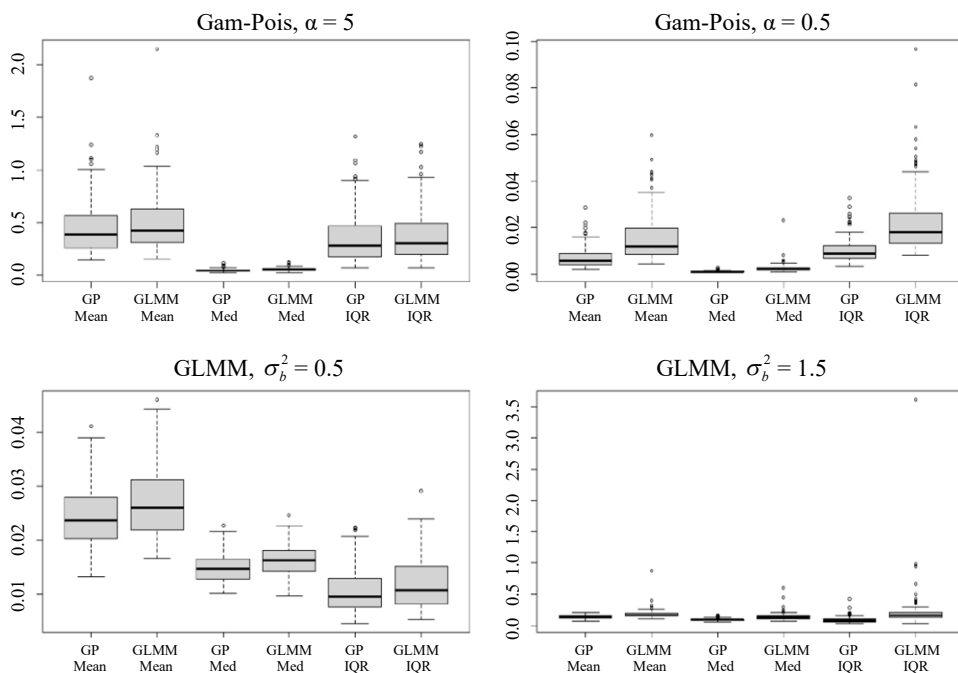 Gam-Pois, α = 5
2.0
1.5
1.0
0.5
0.0
GP Mean
GLMM Mean
GP Med
GLMM Med
GP IQR
GLMM IQR
Gam-Pois, α = 0.5
0.10
0.08
0.06
0.04
0.02
0.00
GP Mean
GLMM Mean
GP Med
GLMM Med
GP IQR
GLMM IQR
GLMM, σ_b^2 = 0.5
0.04
0.03
0.02
0.01
GP Mean
GLMM Mean
GP Med
GLMM Med
GP IQR
GLMM IQR
GLMM, σ_b^2 = 1.5
3.5
3.0
2.5
2.0
1.5
1.0
0.5
0.0
GP Mean
GLMM Mean
GP Med
GLMM Med
GP IQR
GLMM IQR